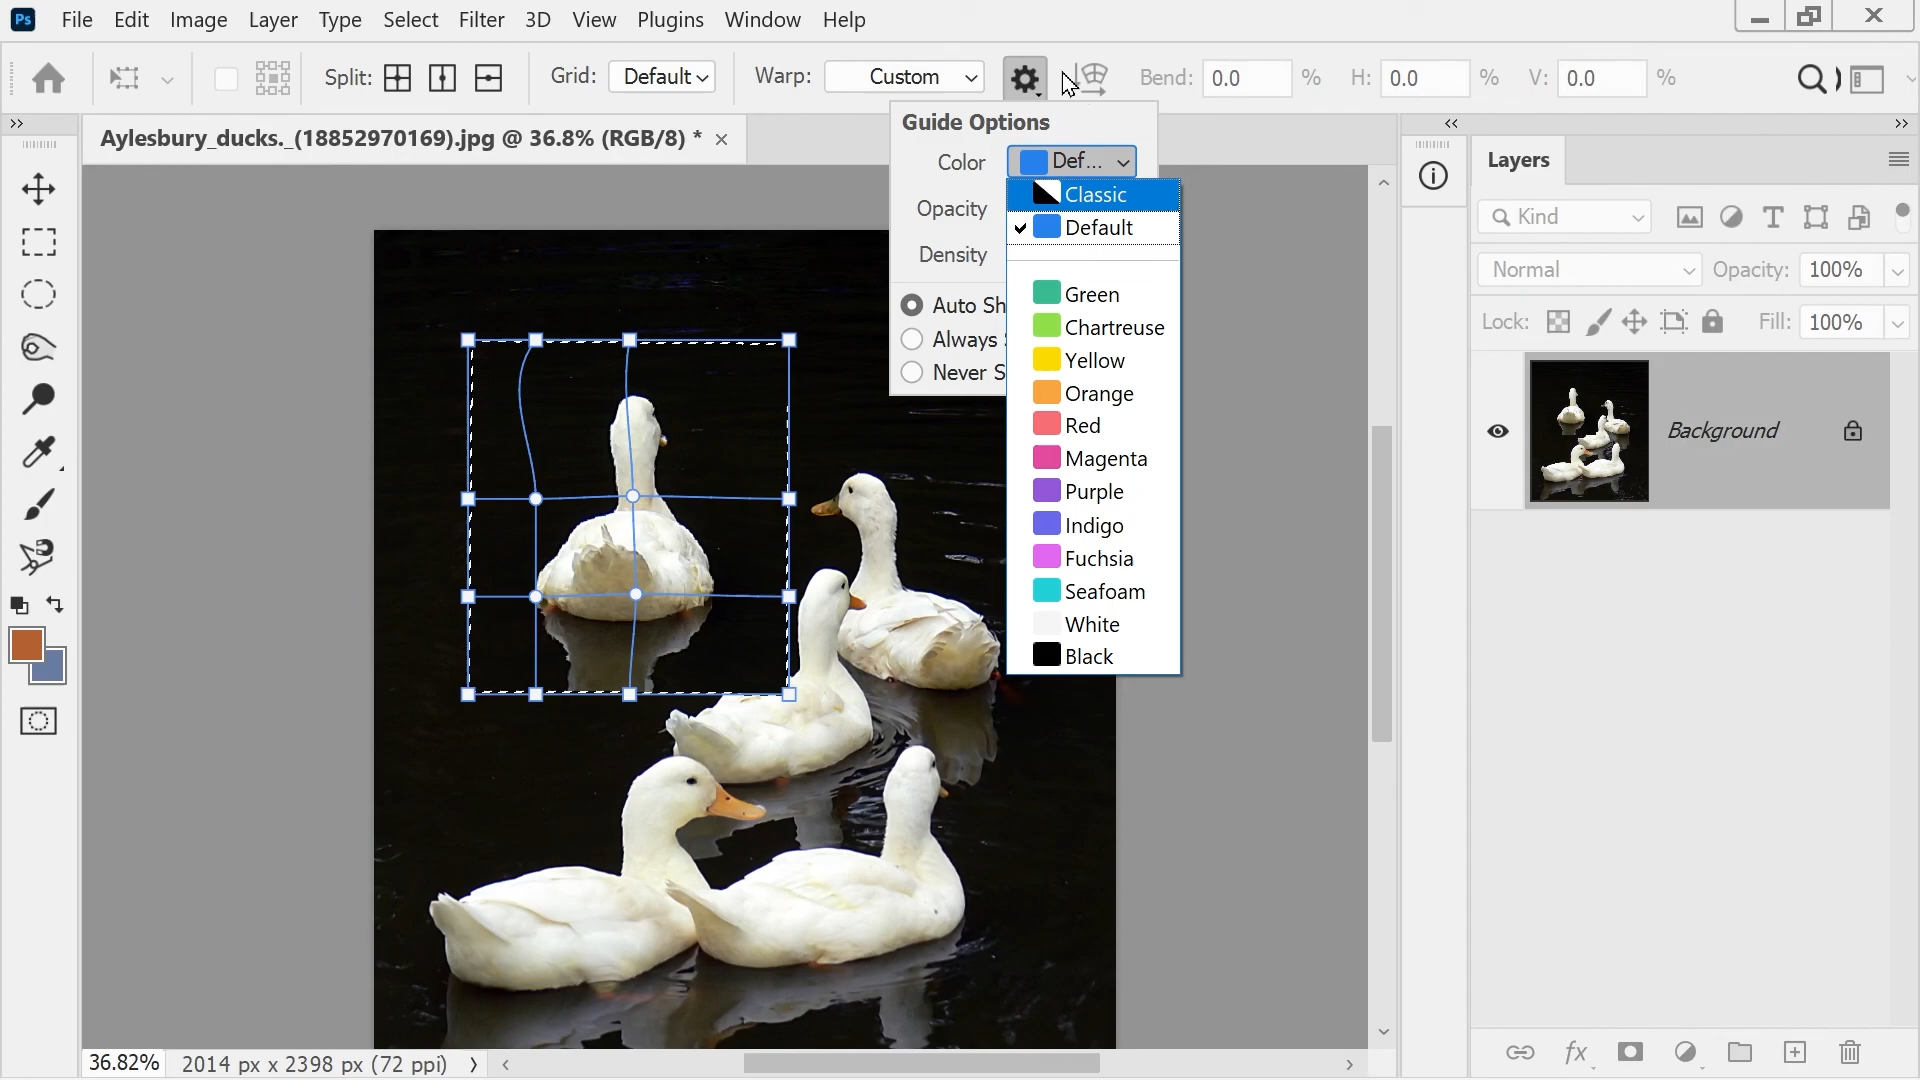 Ps File Edit Image Layer Type Select Filter 3D View Plugins Window Help
Split: Grid: Default Warp: Custom Bend: 0.0 % H: 0.0 % V: 0.0 %
Aylesbury_ducks._(18852970169).jpg @ 36.8% (RGB/8) *
Guide Options
Color Def...
Opacity
Density
Auto Sh
Always S
Never S
Classic
Default
Green
Chartreuse
Yellow
Orange
Red
Magenta
Purple
Indigo
Fuchsia
Seafoam
White
Black
Layers
Kind
Normal Opacity: 100%
Lock: Fill: 100%
Background
fx
36.82% 2014 px x 2398 px (72 ppi)